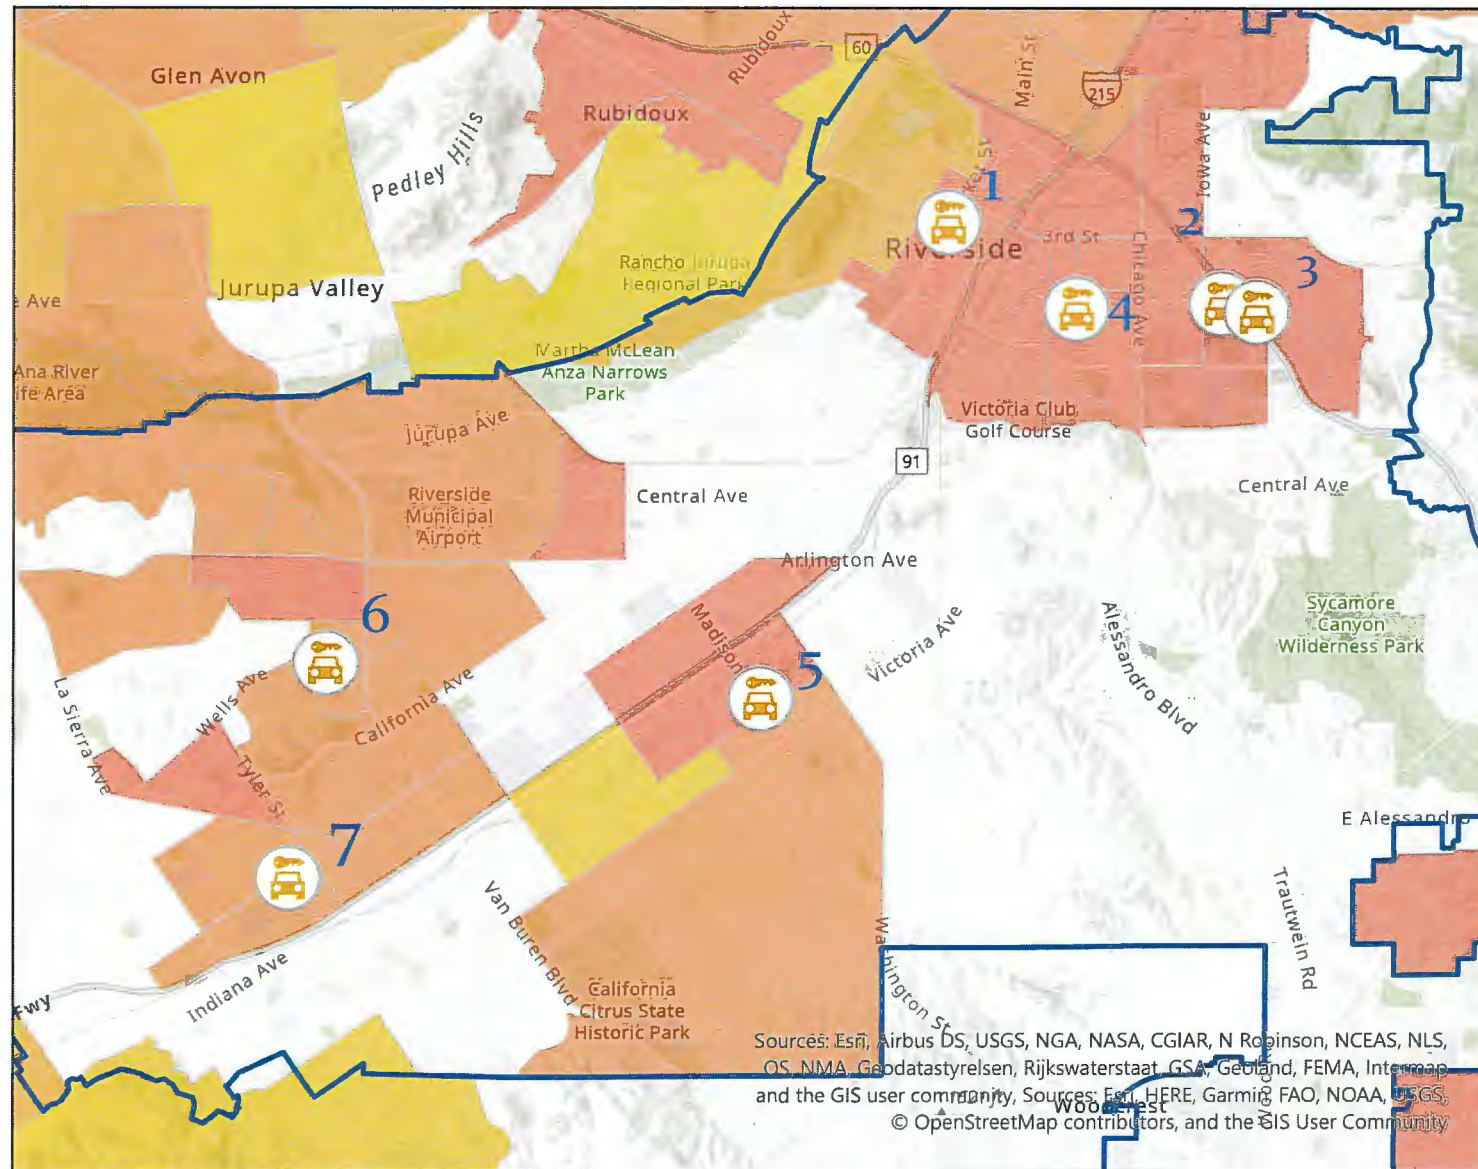 Glen Avon
Pedley Hills
Rubidoux
Rubidoux
60
Main St
215
Iowa Ave
1
2
3
Riverside
3rd St
Chicago Ave
4
Rancho Jurupa
Regional Park
Jurupa Valley
Ave
Ana River
ife Area
Martha McLean
Anza Narrows
Park
Jurupa Ave
Victoria Club
Golf Course
91
Central Ave
Central Ave
Riverside
Municipal
Airport
Arlington Ave
Madison
Victoria Ave
Alessandro Blvd
Sycamore
Canyon
Wilderness Park
5
6
La Sierra Ave
Wells Ave
California Ave
Tyler St
7
E Alessandro
Trautwein Rd
Van Buren Blvd
Washington St
Indiana Ave
Fwy
California
Citrus State
Historic Park
Woodcrest
Sources: Esri, Airbus DS, USGS, NGA, NASA, CGIAR, N Robinson, NCEAS, NLS,
OS, NMA, Geodatastyrelsen, Rijkswaterstaat, GSA, Geoland, FEMA, Intermap
and the GIS user community, Sources: Esri, HERE, Garmin, FAO, NOAA, USGS,
© OpenStreetMap contributors, and the GIS User Community